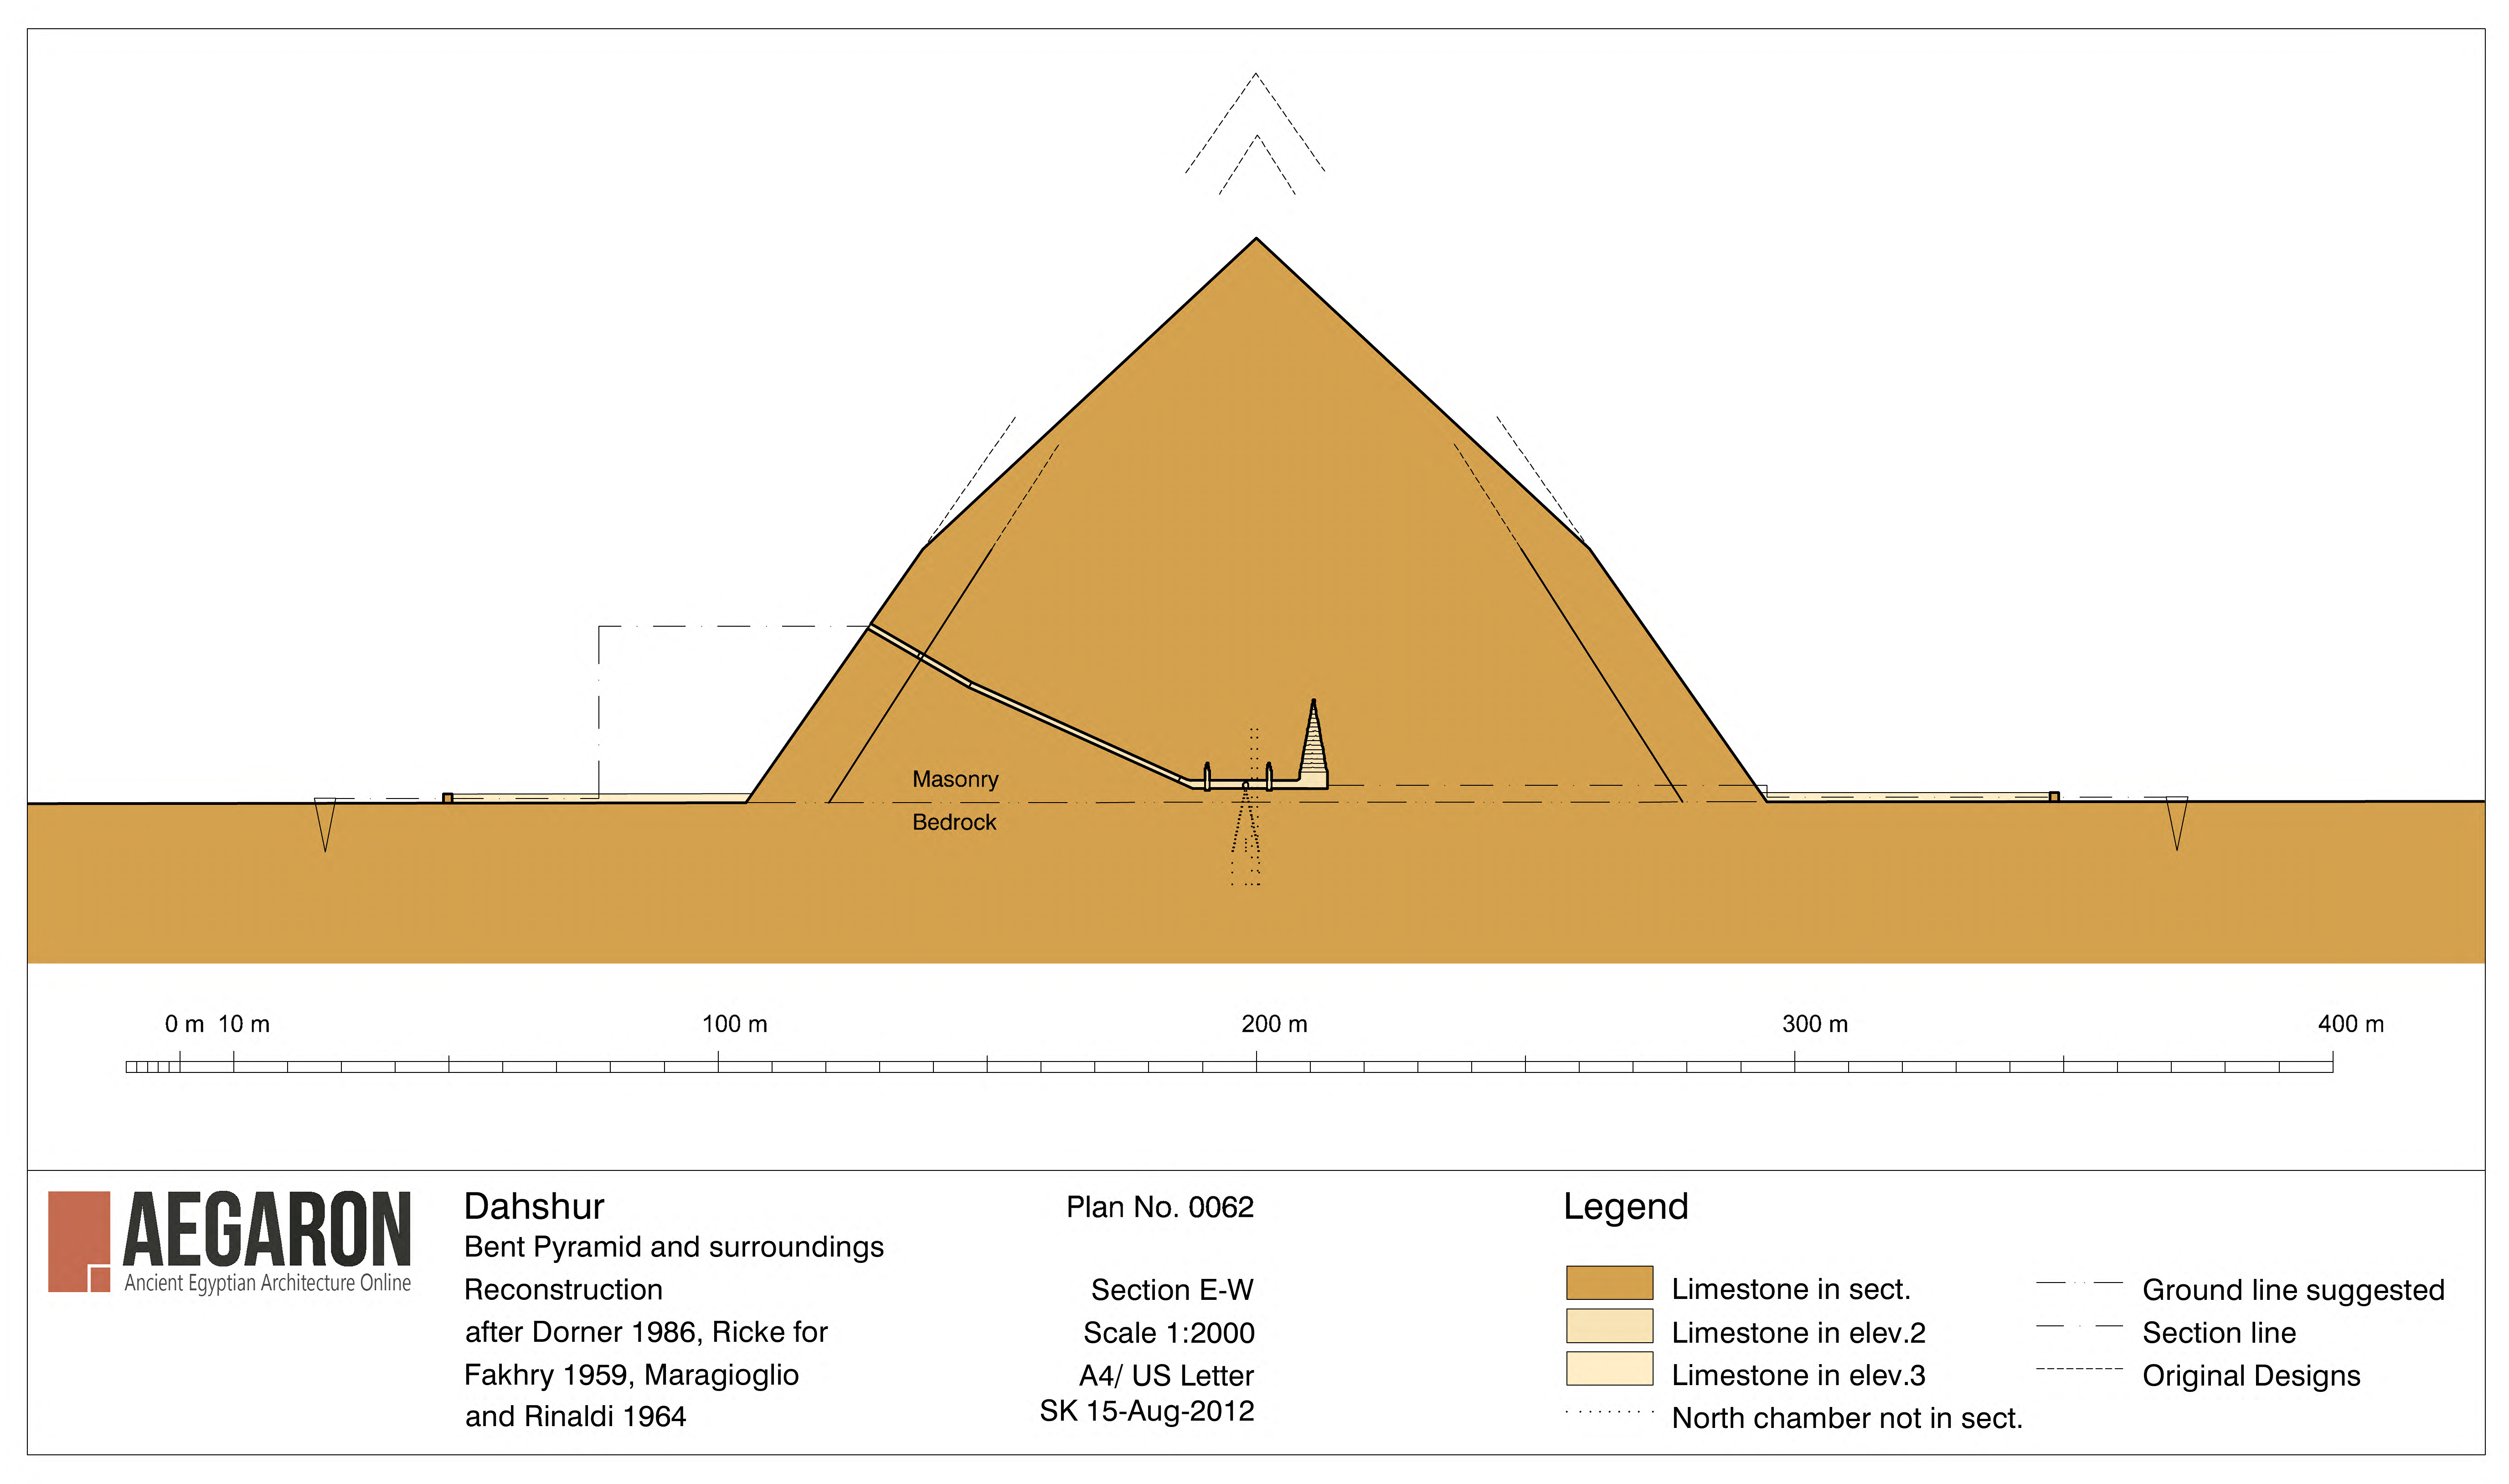 Masonry
Bedrock
0 m 10 m 100 m 200 m 300 m 400 m
AEGARON
Ancient Egyptian Architecture Online
Dahshur
Bent Pyramid and surroundings
Reconstruction
after Dorner 1986, Ricke for
Fakhry 1959, Maragioglio
and Rinaldi 1964
Plan No. 0062
Section E-W
Scale 1:2000
A4/ US Letter
SK 15-Aug-2012
Legend
Limestone in sect.
Limestone in elev.2
Limestone in elev.3
North chamber not in sect.
Ground line suggested
Section line
Original Designs